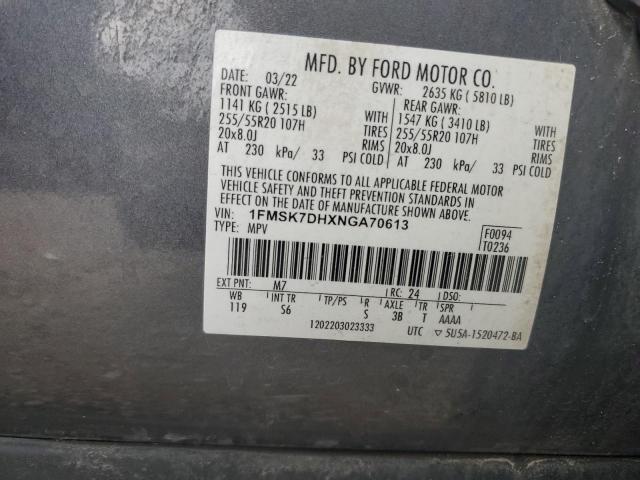 MFD. BY FORD MOTOR CO.
DATE: 03/22 GVWR: 2635 KG ( 5810 LB)
FRONT GAWR: REAR GAWR:
1141 KG ( 2515 LB) WITH 1547 KG ( 3410 LB) WITH
255/55R20 107H TIRES 255/55R20 107H TIRES
20x8.0J RIMS 20x8.0J RIMS
AT 230 kPa/ 33 PSI COLD AT 230 kPa/ 33 PSI COLD
THIS VEHICLE CONFORMS TO ALL APPLICABLE FEDERAL MOTOR
VEHICLE SAFETY AND THEFT PREVENTION STANDARDS IN
EFFECT ON THE DATE OF MANUFACTURE SHOWN ABOVE.
VIN: 1FMSK7DHXNGA70613 F0094
TYPE: MPV T0236
EXT PNT: M7 RC: 24 DSO:
WB INT TR TP/PS R AXLE TR SPR
119 S6 S 3B T AAAA
1202203023333 UTC ▽ 5U5A-1520472-BA